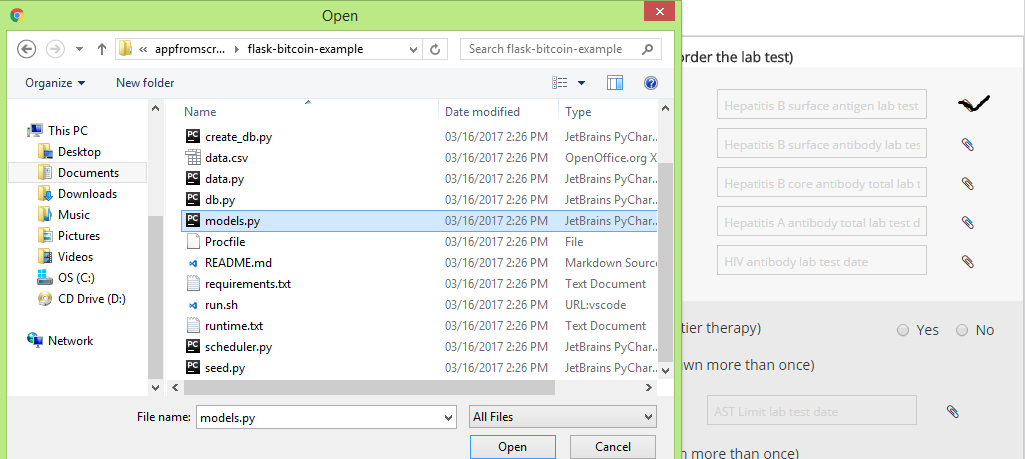 Open
« appfromscr... flask-bitcoin-example
Search flask-bitcoin-example
Organize New folder
This PC
Desktop
Documents
Downloads
Music
Pictures
Videos
OS (C:)
CD Drive (D:)
Network
Name Date modified Type
create_db.py 03/16/2017 2:26 PM JetBrains PyChar...
data.csv 03/16/2017 2:26 PM OpenOffice.org X
data.py 03/16/2017 2:26 PM JetBrains PyChar...
db.py 03/16/2017 2:26 PM JetBrains PyChar...
models.py 03/16/2017 2:26 PM JetBrains PyChar...
Procfile 03/16/2017 2:26 PM File
README.md 03/16/2017 2:26 PM Markdown Source
requirements.txt 03/16/2017 2:26 PM Text Document
run.sh 03/16/2017 2:26 PM URL:vscode
runtime.txt 03/16/2017 2:26 PM Text Document
scheduler.py 03/16/2017 2:26 PM JetBrains PyChar...
seed.py 03/16/2017 2:26 PM JetBrains PyChar...
File name: models.py All Files
Open Cancel
order the lab test)
Hepatitis B surface antigen lab test
Hepatitis B surface antibody lab tes
Hepatitis B core antibody total lab t
Hepatitis A antibody total lab test d
HIV antibody lab test date
tier therapy) Yes No
wn more than once)
AST Limit lab test date
n more than once)